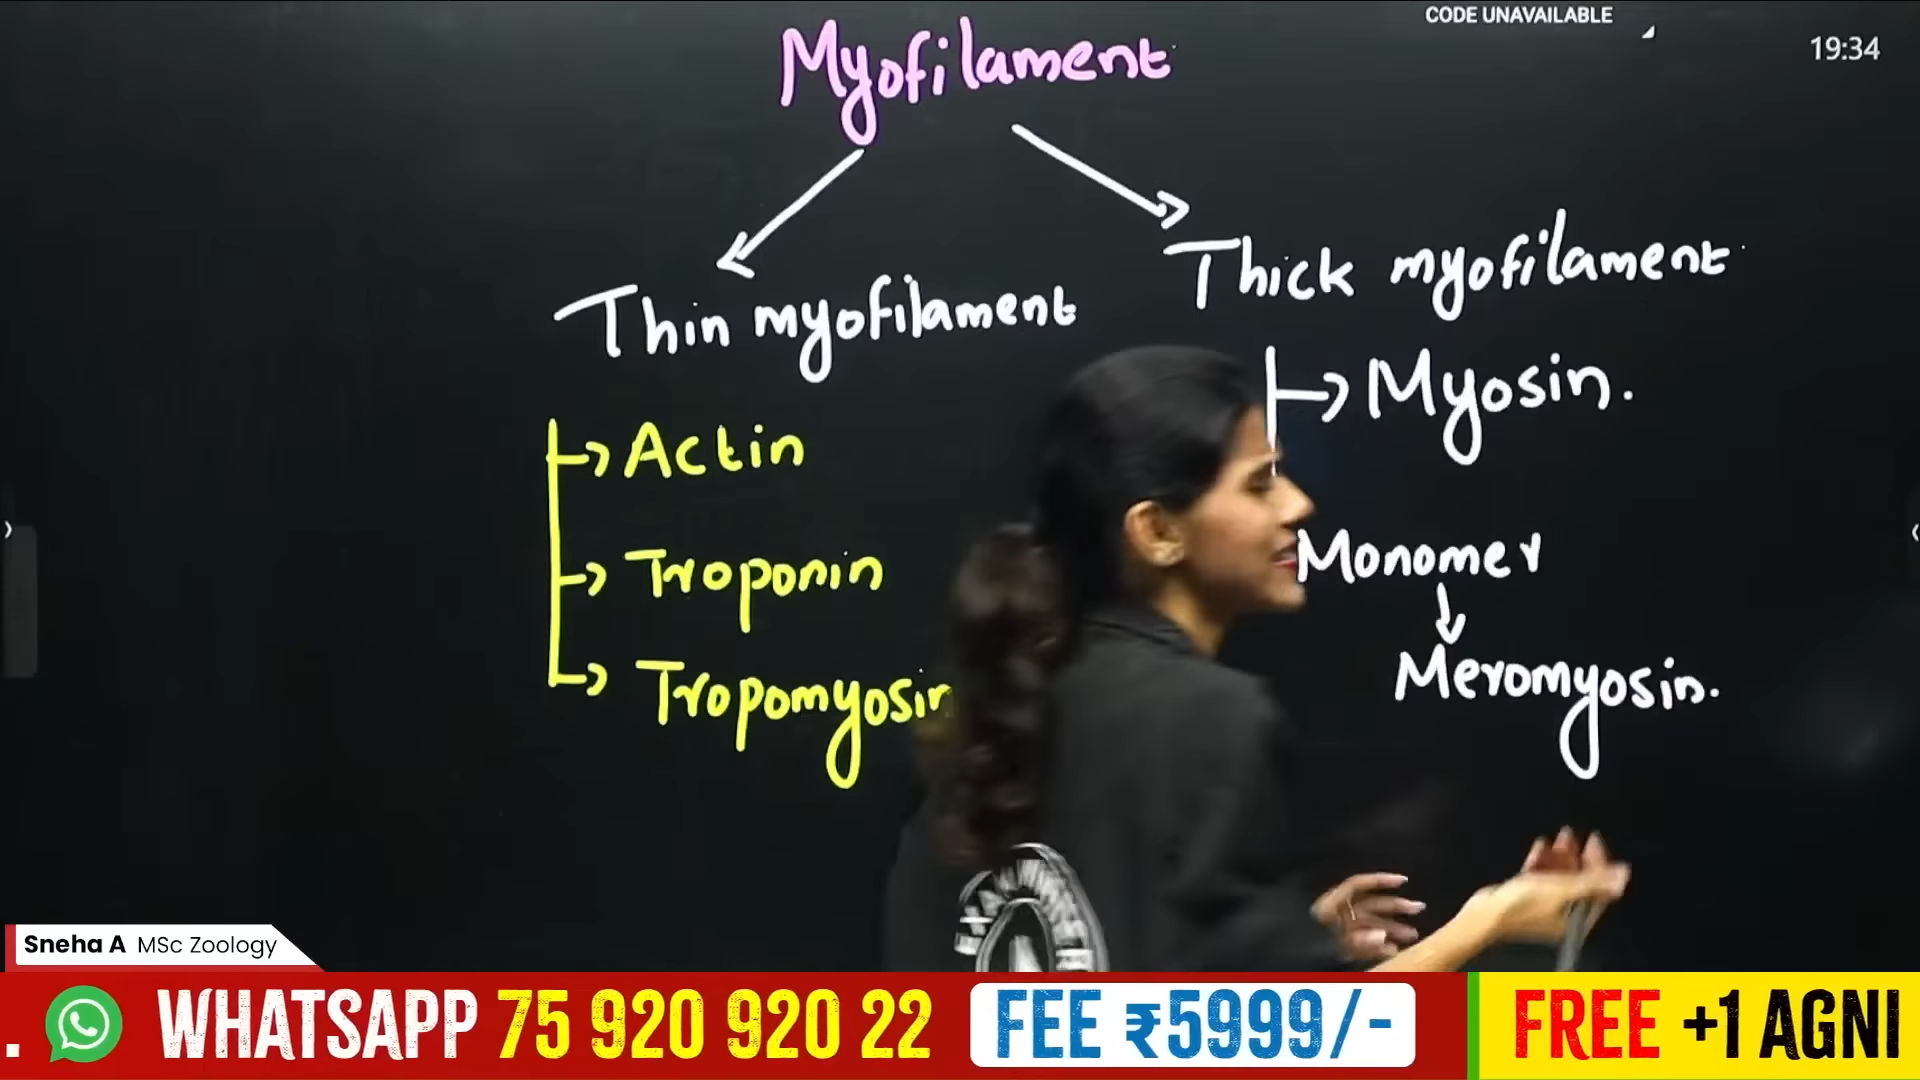 CODE UNAVAILABLE
19:34
Myofilament
Thin myofilament
Thick myofilament
Actin
Troponin
Tropomyosin
Myosin.
Monomer
Meromyosin.
Sneha A MSc Zoology
. WHATSAPP 75 920 920 22
FEE ₹5999/-
FREE +1 AGNI